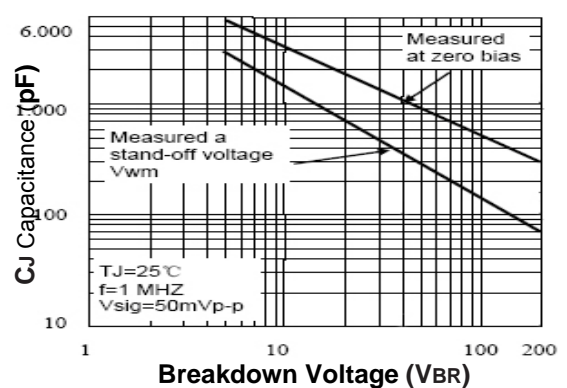 6.000
1.000
100
10
CJ Capacitance (pF)
Measured
at zero bias
Measured a
stand-off voltage
Vwm
TJ=25℃
f=1 MHZ
Vsig=50mVp-p
1 10 100 200
Breakdown Voltage (VBR)